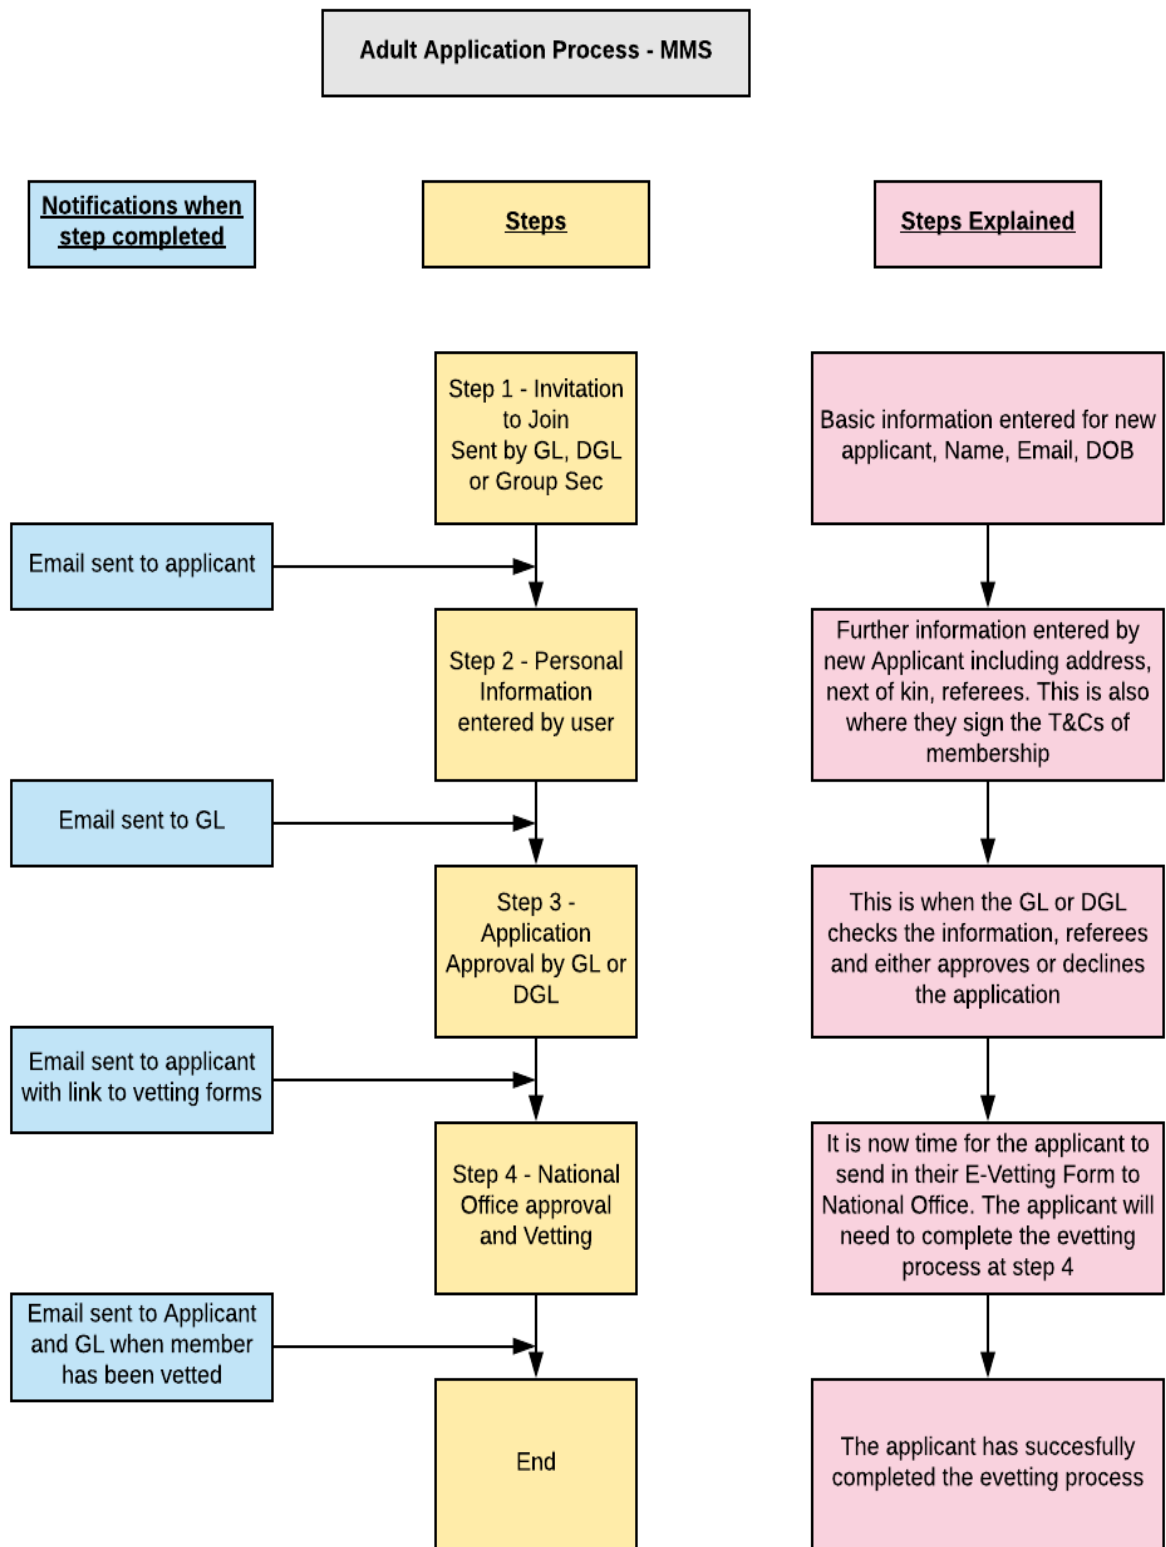 Adult Application Process - MMS
Notifications when
step completed
Steps
Steps Explained
Step 1 - Invitation
to Join
Sent by GL, DGL
or Group Sec
Basic information entered for new
applicant, Name, Email, DOB
Email sent to applicant
Step 2 - Personal
Information
entered by user
Further information entered by
new Applicant including address,
next of kin, referees. This is also
where they sign the T&Cs of
membership
Email sent to GL
Step 3 -
Application
Approval by GL or
DGL
This is when the GL or DGL
checks the information, referees
and either approves or declines
the application
Email sent to applicant
with link to vetting forms
Step 4 - National
Office approval
and Vetting
It is now time for the applicant to
send in their E-Vetting Form to
National Office. The applicant will
need to complete the evetting
process at step 4
Email sent to Applicant
and GL when member
has been vetted
End
The applicant has succesfully
completed the evetting process